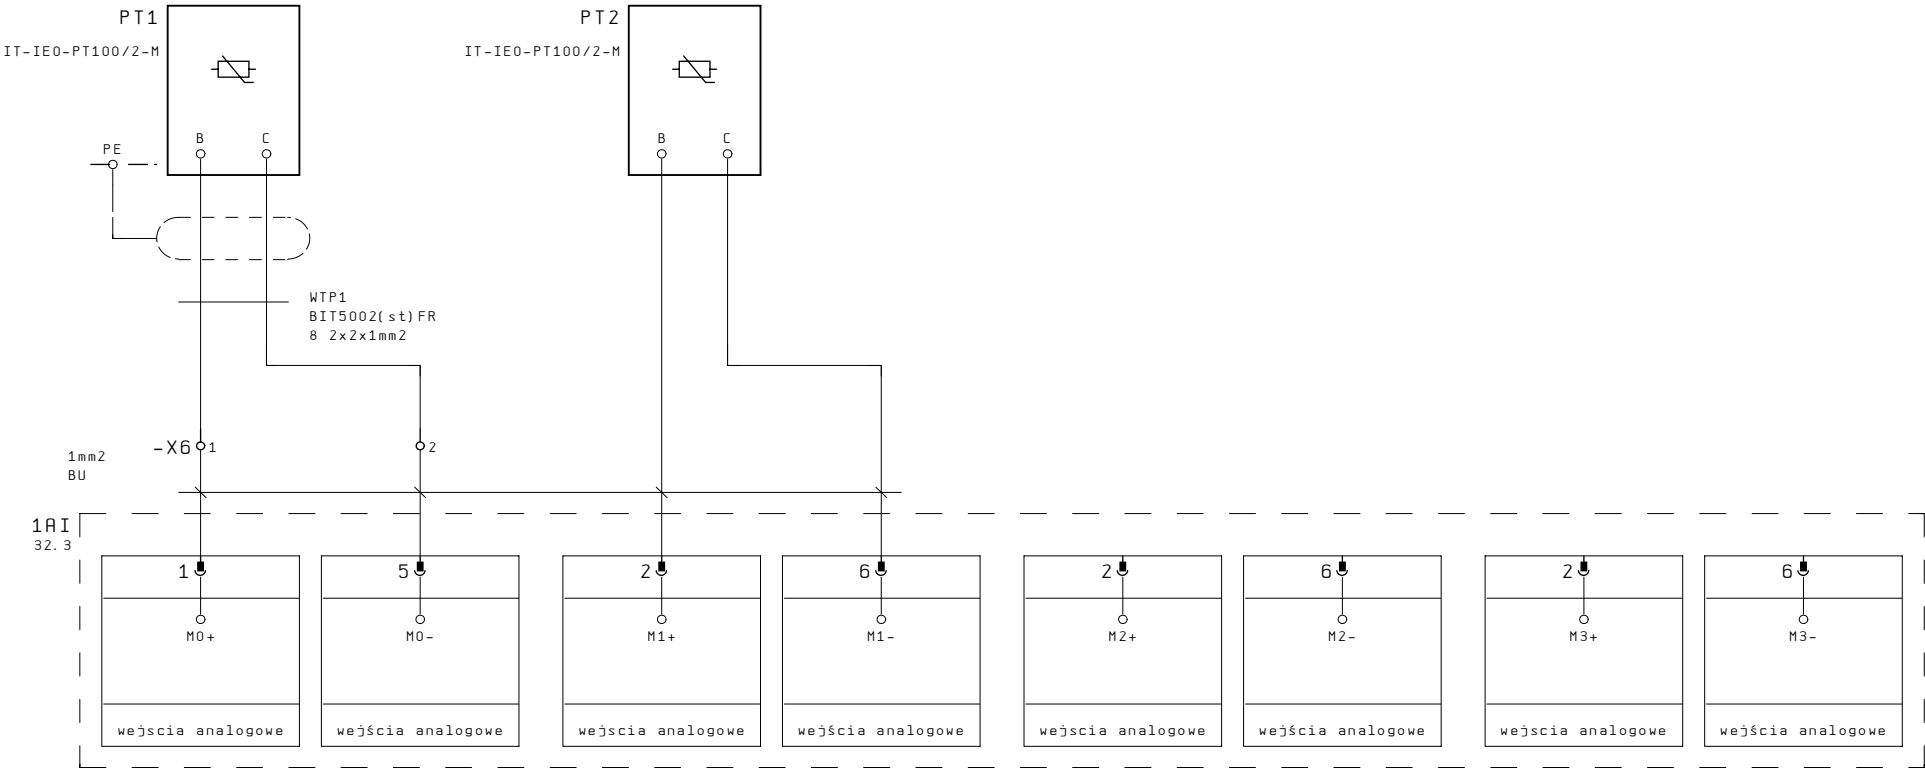 PT1
IT-IEO-PT100/2-M
B
C
PE
PT2
IT-IEO-PT100/2-M
B
C
WTP1
BIT5002(st)FR
8 2x2x1mm2
-X6
1
2
1mm2
BU
1AI
32.3
1
5
2
6
2
6
2
6
M0+
M0-
M1+
M1-
M2+
M2-
M3+
M3-
wejscia analogowe
wejścia analogowe
wejscia analogowe
wejścia analogowe
wejscia analogowe
wejścia analogowe
wejscia analogowe
wejścia analogowe